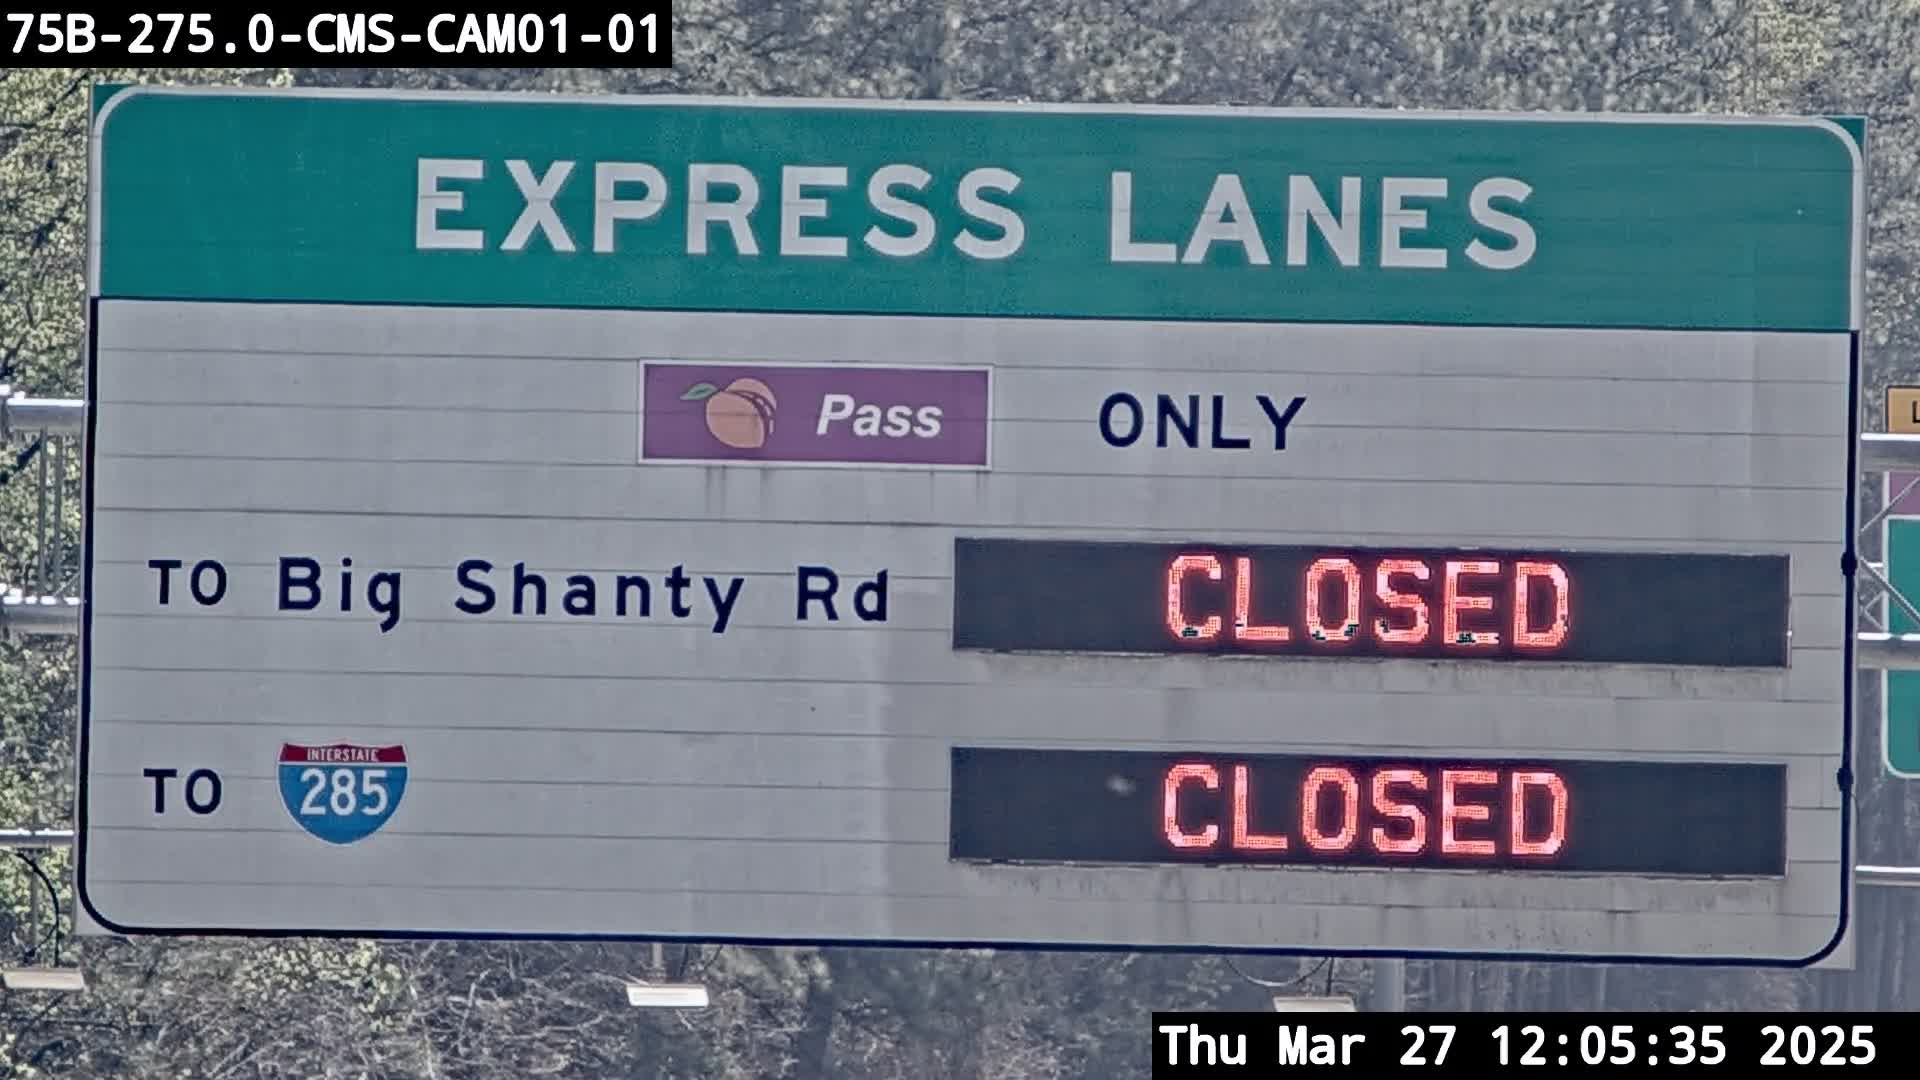 75B-275.0-CMS-CAM01-01
EXPRESS LANES
Pass ONLY
TO Big Shanty Rd CLOSED
TO INTERSTATE 285 CLOSED
Thu Mar 27 12:05:35 2025